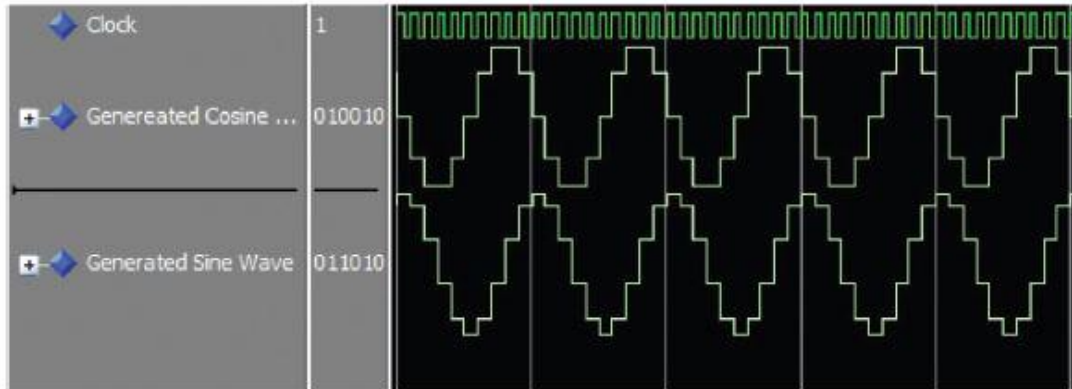 Clock 1
Genereated Cosine ... 010010
Generated Sine Wave 011010